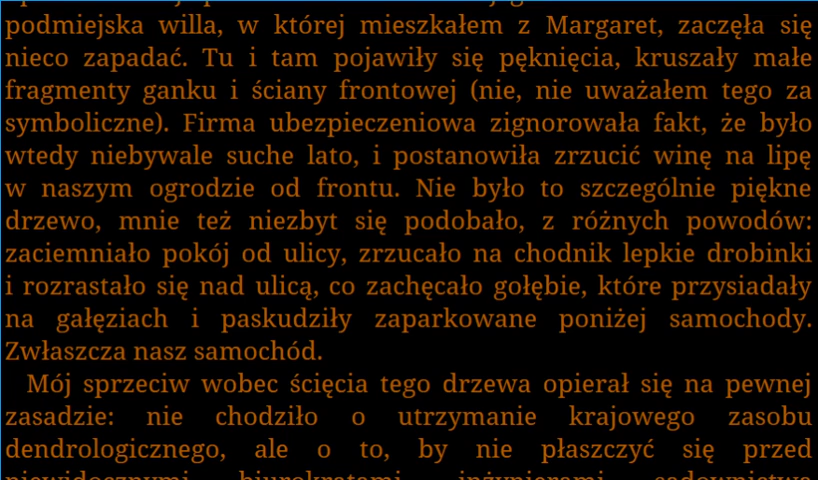 podmiejska willa, w której mieszkałem z Margaret, zaczęła się
nieco zapadać. Tu i tam pojawiły się pęknięcia, kruszały małe
fragmenty ganku i ściany frontowej (nie, nie uważałem tego za
symboliczne). Firma ubezpieczeniowa zignorowała fakt, że było
wtedy niebywale suche lato, i postanowiła zrzucić winę na lipę
w naszym ogrodzie od frontu. Nie było to szczególnie piękne
drzewo, mnie też niezbyt się podobało, z różnych powodów:
zaciemniało pokój od ulicy, zrzucało na chodnik lepkie drobinki
i rozrastało się nad ulicą, co zachęcało gołębie, które przysiadały
na gałęziach i paskudziły zaparkowane poniżej samochody.
Zwłaszcza nasz samochód.
Mój sprzeciw wobec ścięcia tego drzewa opierał się na pewnej
zasadzie: nie chodziło o utrzymanie krajowego zasobu
dendrologicznego, ale o to, by nie płaszczyć się przed
niewidocznymi biurokratami, inżynierami sadownictwa